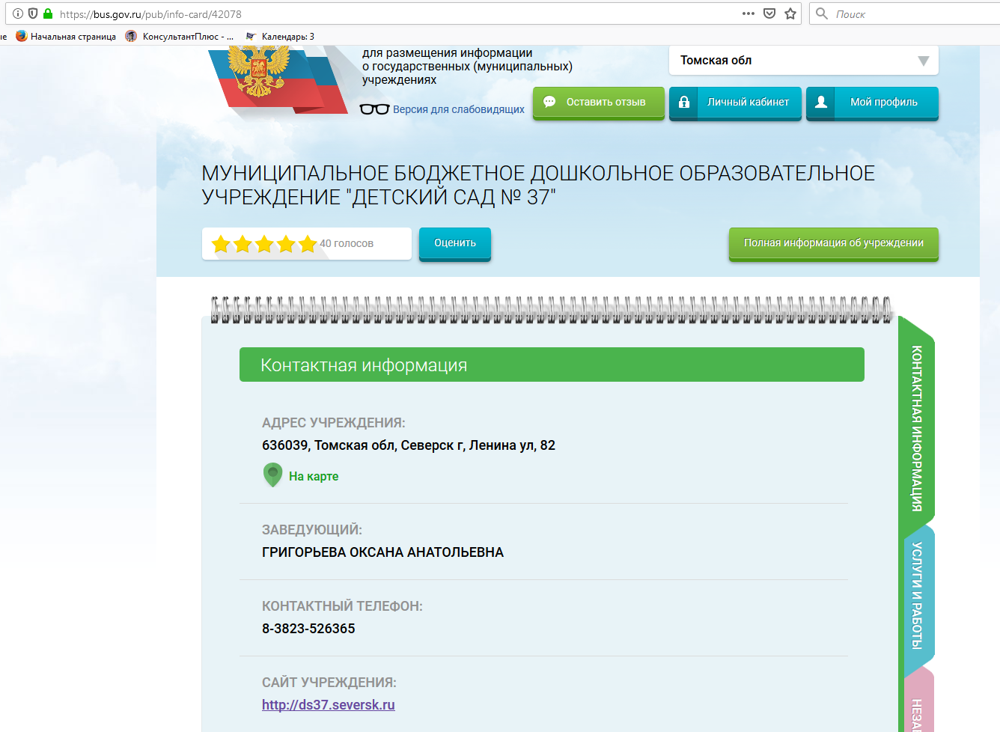 https://bus.gov.ru/pub/info-card/42078
Поиск
ые
Начальная страница
КонсультантПлюс - ...
Календарь: 3
для размещения информации
о государственных (муниципальных)
учреждениях
Томская обл
Версия для слабовидящих
Оставить отзыв
Личный кабинет
Мой профиль
МУНИЦИПАЛЬНОЕ БЮДЖЕТНОЕ ДОШКОЛЬНОЕ ОБРАЗОВАТЕЛЬНОЕ
УЧРЕЖДЕНИЕ "ДЕТСКИЙ САД № 37"
40 голосов
Оценить
Полная информация об учреждении
Контактная информация
АДРЕС УЧРЕЖДЕНИЯ:
636039, Томская обл, Северск г, Ленина ул, 82
На карте
ЗАВЕДУЮЩИЙ:
ГРИГОРЬЕВА ОКСАНА АНАТОЛЬЕВНА
КОНТАКТНЫЙ ТЕЛЕФОН:
8-3823-526365
САЙТ УЧРЕЖДЕНИЯ:
http://ds37.seversk.ru
КОНТАКТНАЯ ИНФОРМАЦИЯ
УСЛУГИ И РАБОТЫ